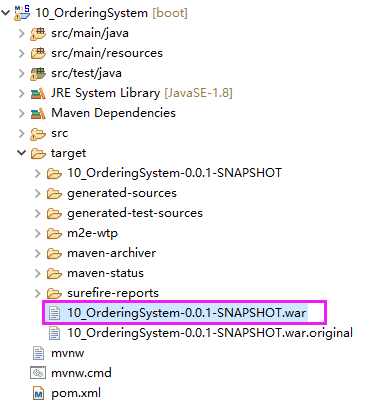 10_OrderingSystem [boot]
src/main/java
src/main/resources
src/test/java
JRE System Library [JavaSE-1.8]
Maven Dependencies
src
target
10_OrderingSystem-0.0.1-SNAPSHOT
generated-sources
generated-test-sources
m2e-wtp
maven-archiver
maven-status
surefire-reports
10_OrderingSystem-0.0.1-SNAPSHOT.war
10_OrderingSystem-0.0.1-SNAPSHOT.war.original
mvnw
mvnw.cmd
pom.xml